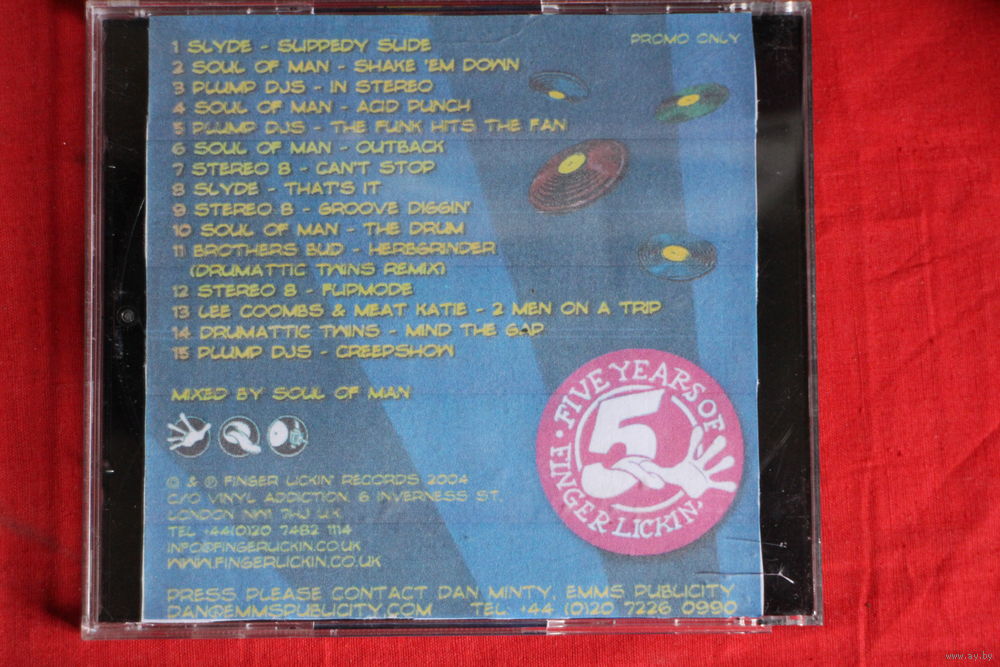 PROMO ONLY
1 SLYDE - SLIPPEDY SLIDE
2 SOUL OF MAN - SHAKE 'EM DOWN
3 PLUMP DJS - IN STEREO
4 SOUL OF MAN - ACID PUNCH
5 PLUMP DJS - THE FUNK HITS THE FAN
6 SOUL OF MAN - OUTBACK
7 STEREO 8 - CAN'T STOP
8 SLYDE - THAT'S IT
9 STEREO 8 - GROOVE DIGGIN'
10 SOUL OF MAN - THE DRUM
11 BROTHERS BUD - HERBGRINDER
(DRUMATTIC TWINS REMIX)
12 STEREO 8 - FLIPMODE
13 LEE COOMBS & MEAT KATIE - 2 MEN ON A TRIP
14 DRUMATTIC TWINS - MIND THE GAP
15 PLUMP DJS - CREEPSHOW
MIXED BY SOUL OF MAN
FIVE YEARS OF
5
FINGER LICKIN'
© & ℗ FINGER LICKIN' RECORDS 2004
C/O VINYL ADDICTION, 6 INVERNESS ST.
LONDON NW1 7HJ U.K.
TEL +44(0)20 7482 1114
INFO@FINGERLICKIN.CO.UK
WWW.FINGERLICKIN.CO.UK
PRESS PLEASE CONTACT DAN MINTY, EMMS PUBLICITY
DAN@EMMSPUBLICITY.COM TEL: +44 (0)20 7226 0990
www.ay.by